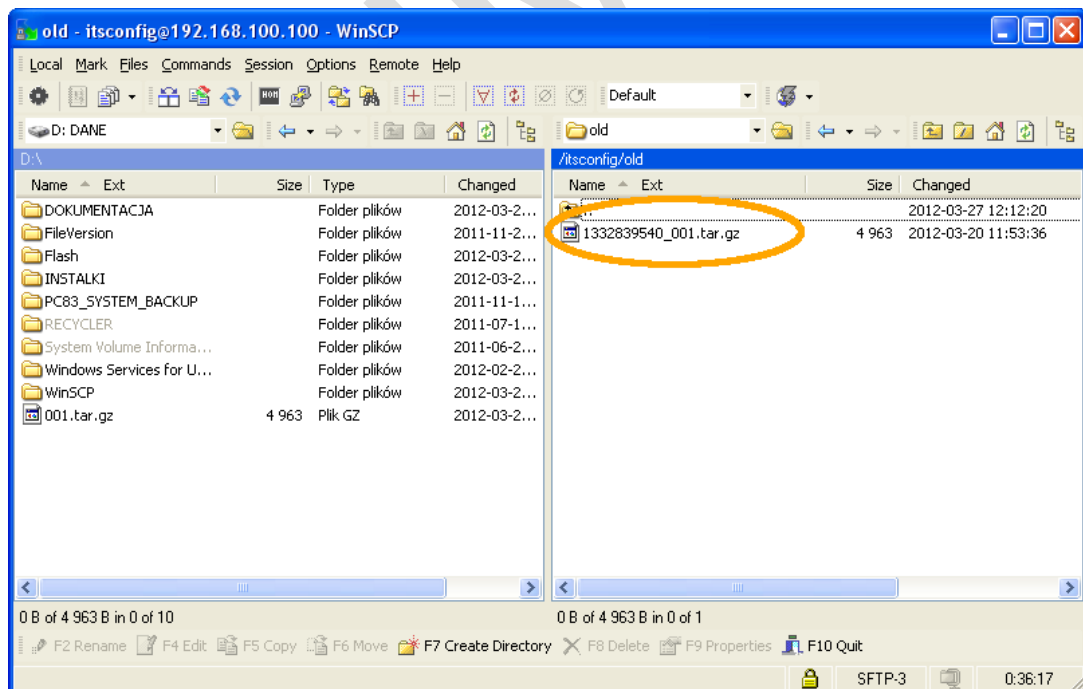 old - itsconfig@192.168.100.100 - WinSCP
Local Mark Files Commands Session Options Remote Help
Default
D: DANE
old
D:\
/itsconfig/old
Name Ext Size Type Changed
Name Ext Size Changed
DOKUMENTACJA Folder plików 2012-03-2...
FileVersion Folder plików 2011-11-2...
Flash Folder plików 2012-03-2...
INSTALKI Folder plików 2012-03-2...
PC83_SYSTEM_BACKUP Folder plików 2011-11-1...
RECYCLER Folder plików 2011-07-1...
System Volume Informa... Folder plików 2011-06-2...
Windows Services for U... Folder plików 2012-02-2...
WinSCP Folder plików 2012-03-2...
001.tar.gz 4 963 Plik GZ 2012-03-2...
.. 2012-03-27 12:12:20
1332839540_001.tar.gz 4 963 2012-03-20 11:53:36
0 B of 4 963 B in 0 of 10
0 B of 4 963 B in 0 of 1
F2 Rename F4 Edit F5 Copy F6 Move F7 Create Directory F8 Delete F9 Properties F10 Quit
SFTP-3 0:36:17